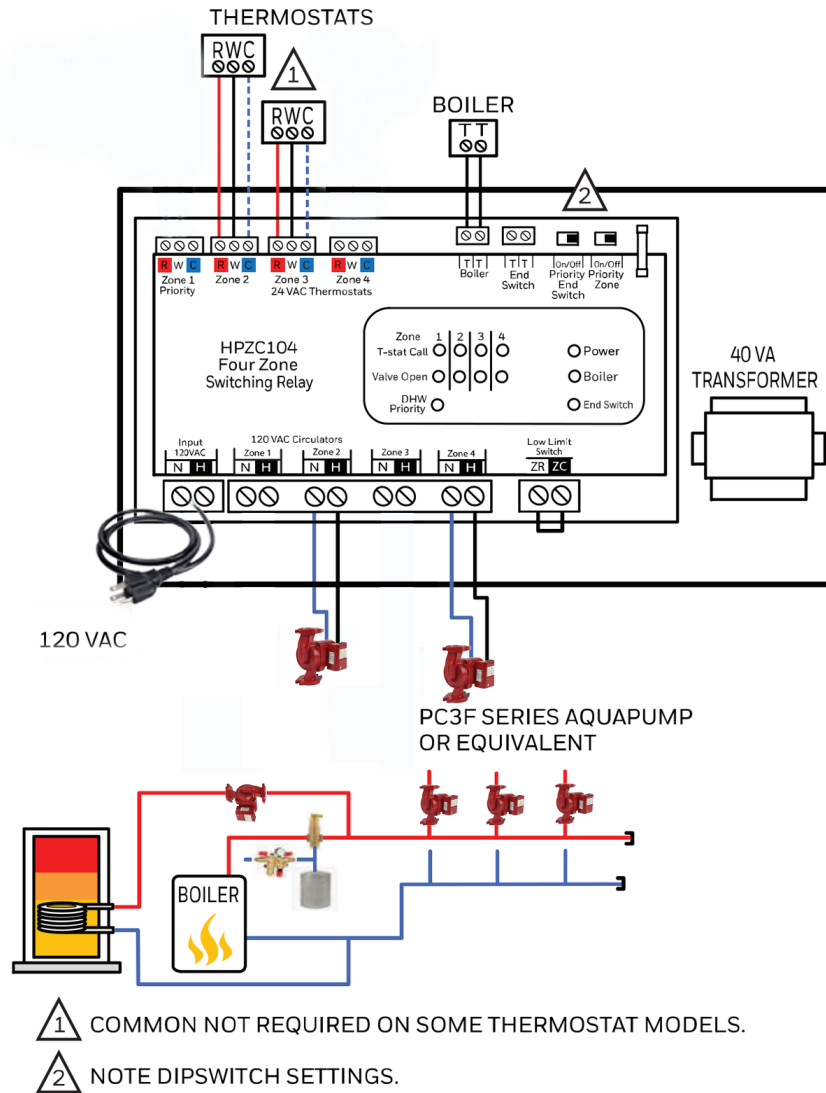 THERMOSTATS
RWC
1
RWC
BOILER
T T
2
R W C R W C R W C R W C
Zone 1 Zone 2 Zone 3 Zone 4
Priority
24 VAC Thermostats
T T T T On/Off On/Off
Boiler End Switch Priority End Switch Priority Zone
HPZC104
Four Zone
Switching Relay
Zone 1 2 3 4
T-stat Call Power
Valve Open Boiler
DHW Priority End Switch
40 VA
TRANSFORMER
Input 120VAC
120 VAC Circulators
Zone 1 Zone 2 Zone 3 Zone 4
Low Limit Switch
N H N H N H N H N H ZR ZC
120 VAC
PC3F SERIES AQUAPUMP
OR EQUIVALENT
BOILER
1 COMMON NOT REQUIRED ON SOME THERMOSTAT MODELS.
2 NOTE DIPSWITCH SETTINGS.